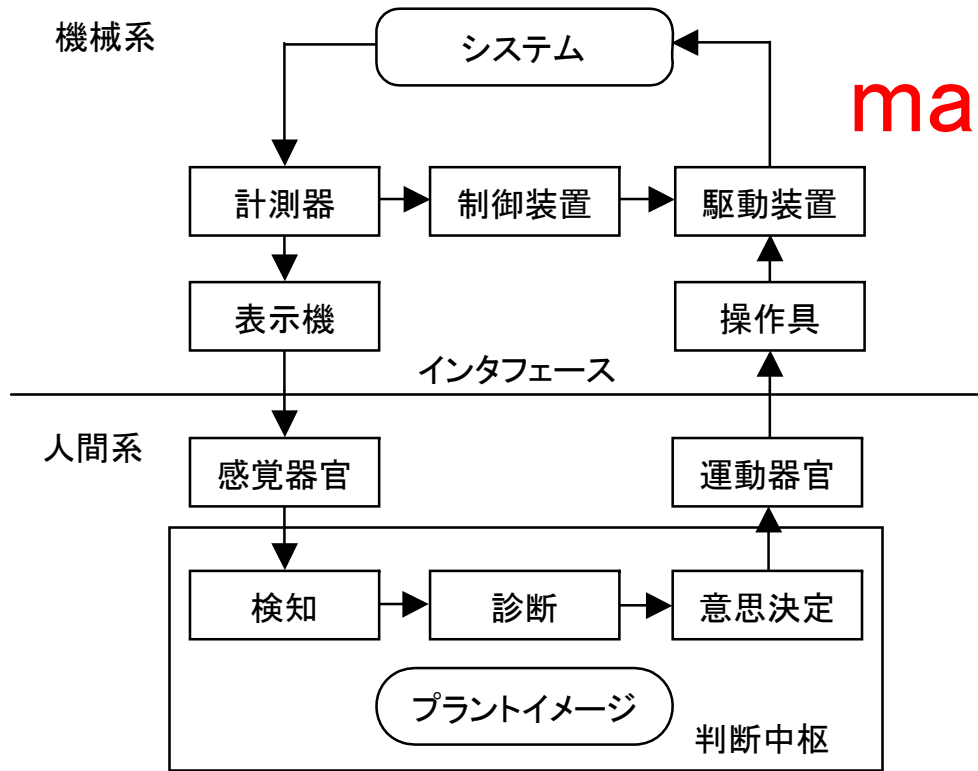 機械系
システム
ma
計測器
制御装置
駆動装置
表示機
操作具
インタフェース
人間系
感覚器官
運動器官
検知
診断
意思決定
プラントイメージ
判断中枢